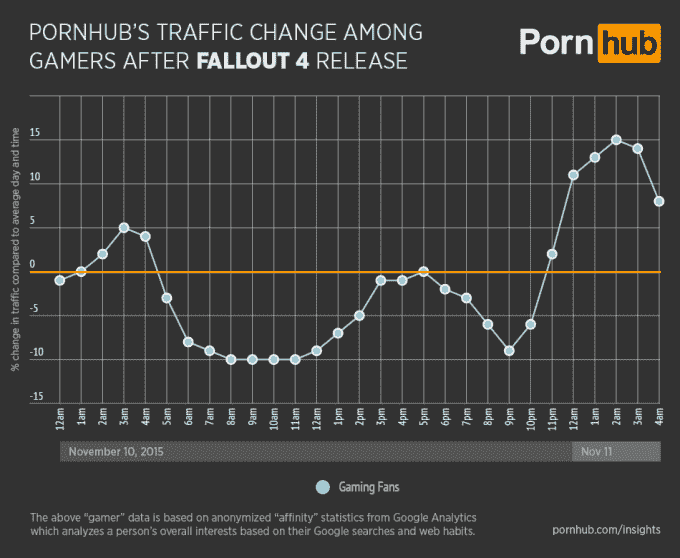 PORNHUB'S TRAFFIC CHANGE AMONG
GAMERS AFTER FALLOUT 4 RELEASE
Porn hub
% change in traffic compared to average day and time
15
10
5
0
-5
-10
-15
12am 1am 2am 3am 4am 5am 6am 7am 8am 9am 10am 11am 12am 1pm 2pm 3pm 4pm 5pm 6pm 7pm 8pm 9pm 10pm 11pm 12am 1am 2am 3am 4am
November 10, 2015 Nov 11
Gaming Fans
The above "gamer" data is based on anonymized "affinity" statistics from Google Analytics
which analyzes a person's overall interests based on their Google searches and web habits.
pornhub.com/insights